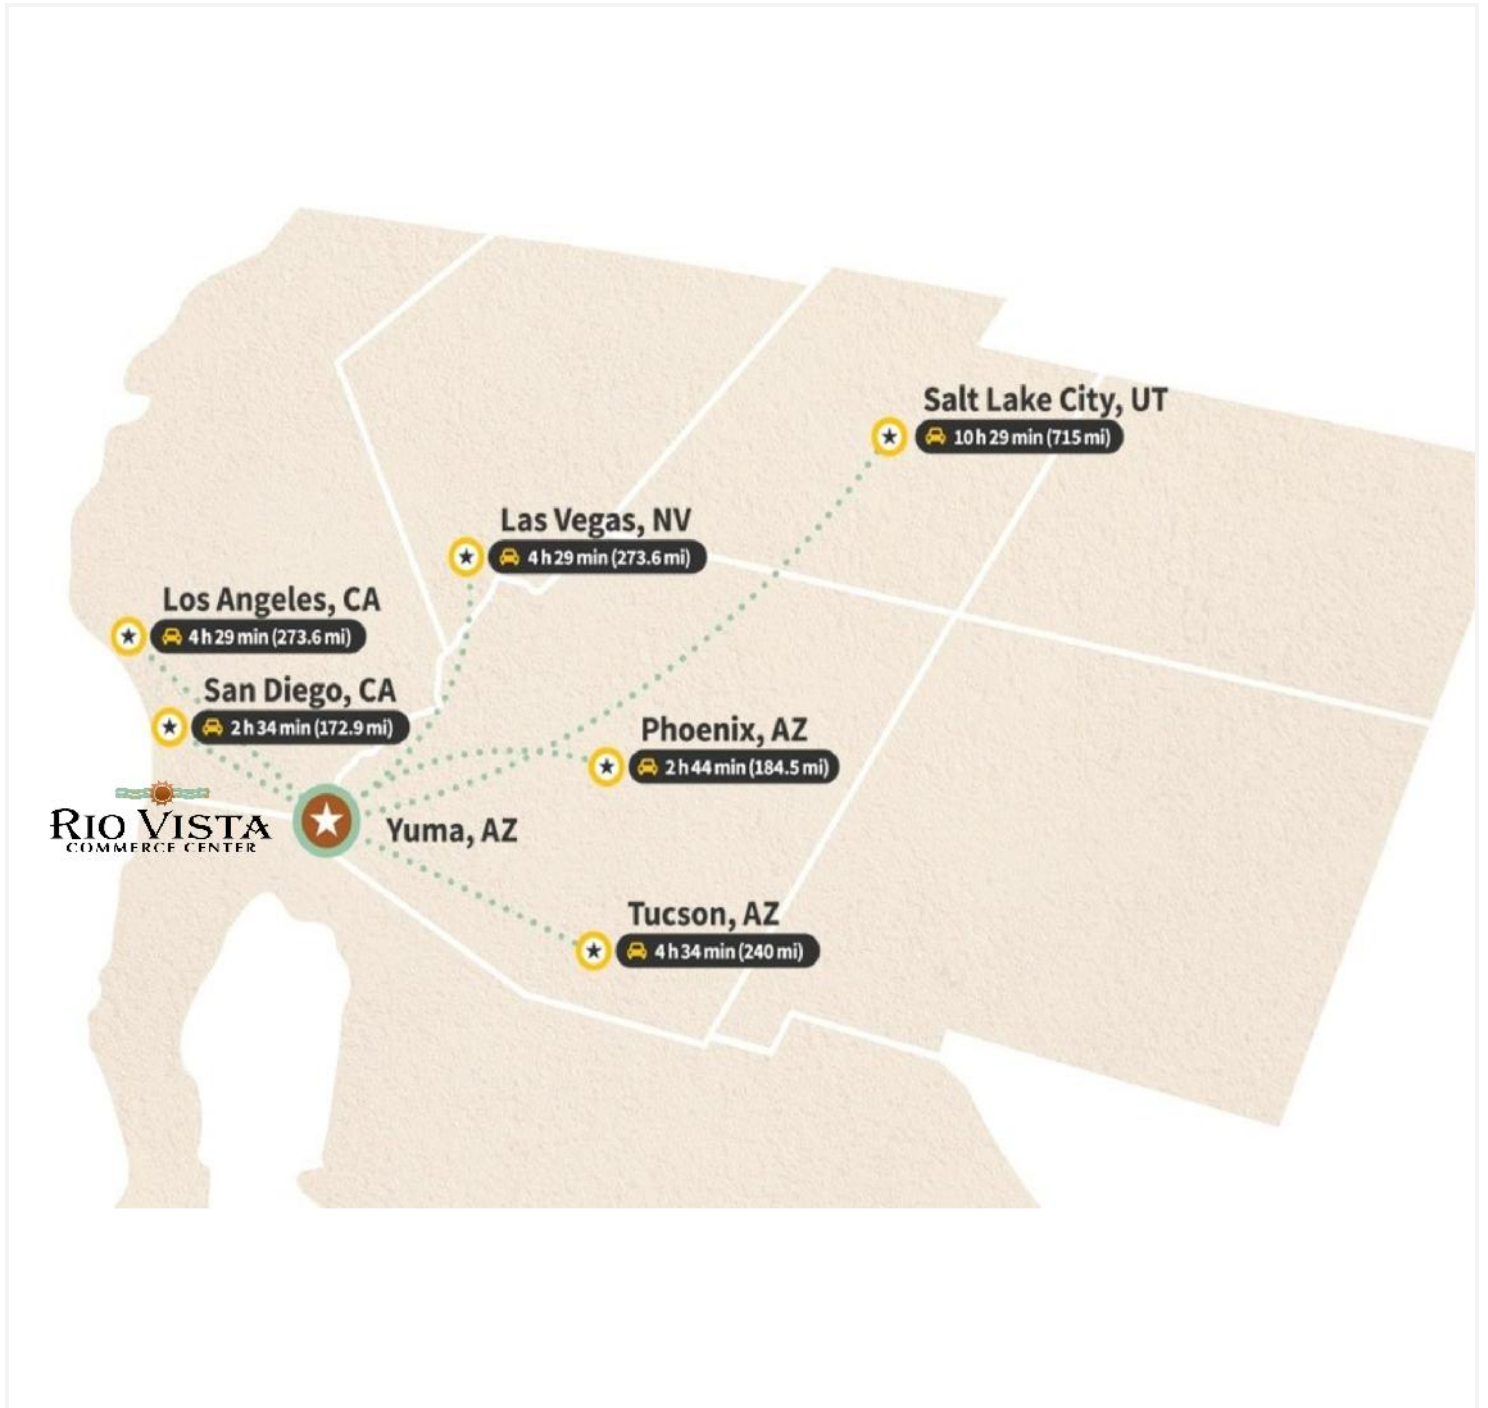 Salt Lake City, UT
10 h 29 min (715 mi)
Las Vegas, NV
4 h 29 min (273.6 mi)
Los Angeles, CA
4 h 29 min (273.6 mi)
San Diego, CA
2 h 34 min (172.9 mi)
Phoenix, AZ
2 h 44 min (184.5 mi)
RIO VISTA
COMMERCE CENTER
Yuma, AZ
Tucson, AZ
4 h 34 min (240 mi)